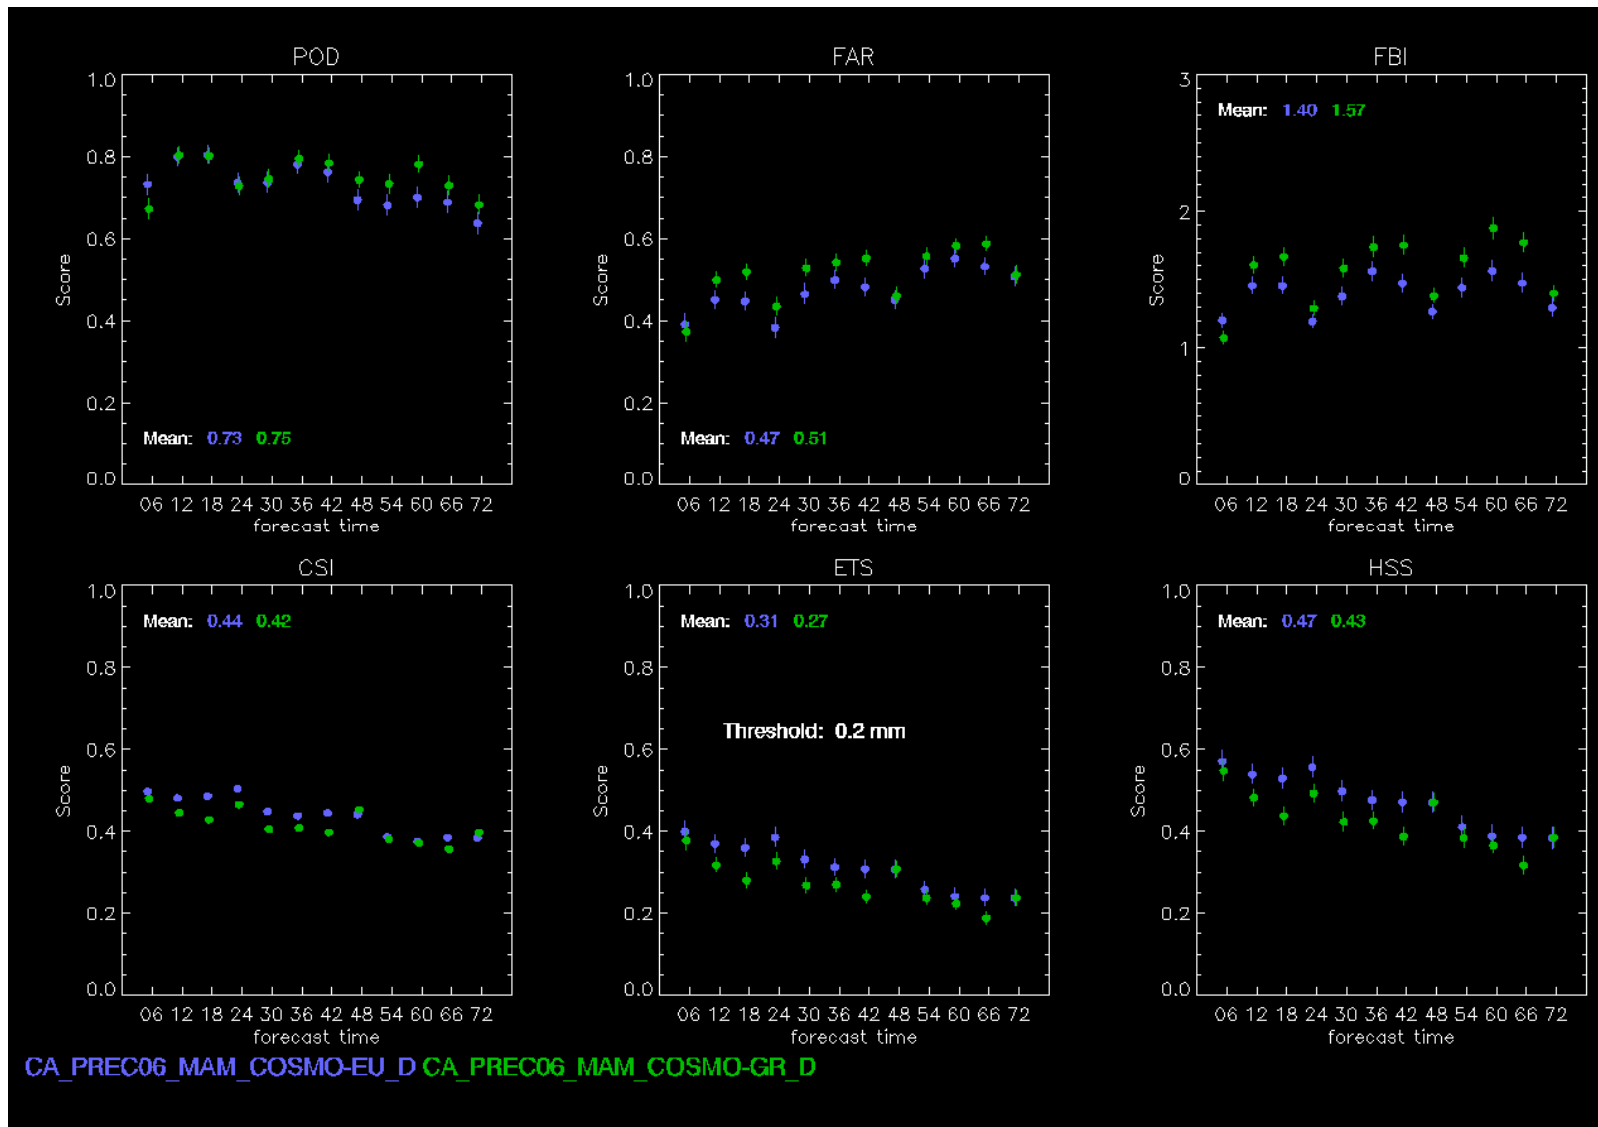 POD
1.0
0.8
0.6
0.4
0.2
0.0
Score
Mean: 0.73 0.75
06 12 18 24 30 36 42 48 54 60 66 72
forecast time
FAR
1.0
0.8
0.6
0.4
0.2
0.0
Score
Mean: 0.47 0.51
06 12 18 24 30 36 42 48 54 60 66 72
forecast time
FBI
3
2
1
0
Score
Mean: 1.40 1.57
06 12 18 24 30 36 42 48 54 60 66 72
forecast time
CSI
1.0
0.8
0.6
0.4
0.2
0.0
Score
Mean: 0.44 0.42
06 12 18 24 30 36 42 48 54 60 66 72
forecast time
ETS
1.0
0.8
0.6
0.4
0.2
0.0
Score
Mean: 0.31 0.27
Threshold: 0.2 mm
06 12 18 24 30 36 42 48 54 60 66 72
forecast time
HSS
1.0
0.8
0.6
0.4
0.2
0.0
Score
Mean: 0.47 0.43
06 12 18 24 30 36 42 48 54 60 66 72
forecast time
CA_PREC06_MAM_COSMO-EU_D CA_PREC06_MAM_COSMO-GR_D